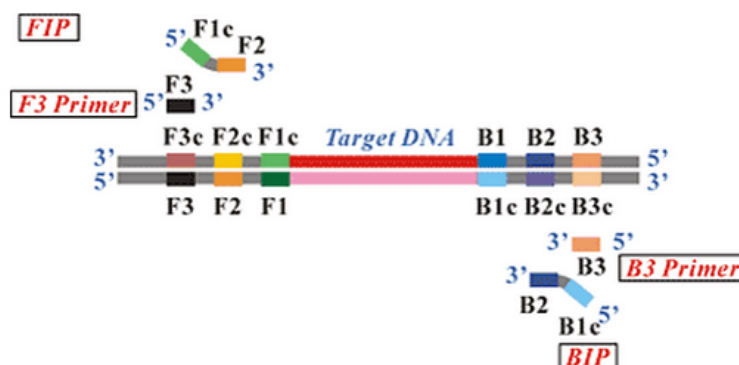 FIP
5' F1c F2 3'
F3 Primer 5' F3 3'
F3c F2c F1c Target DNA B1 B2 B3
3' 5'
5' 3'
F3 F2 F1 B1c B2c B3c
3' B3 5' B3 Primer
3' B2 B1c 5'
BIP